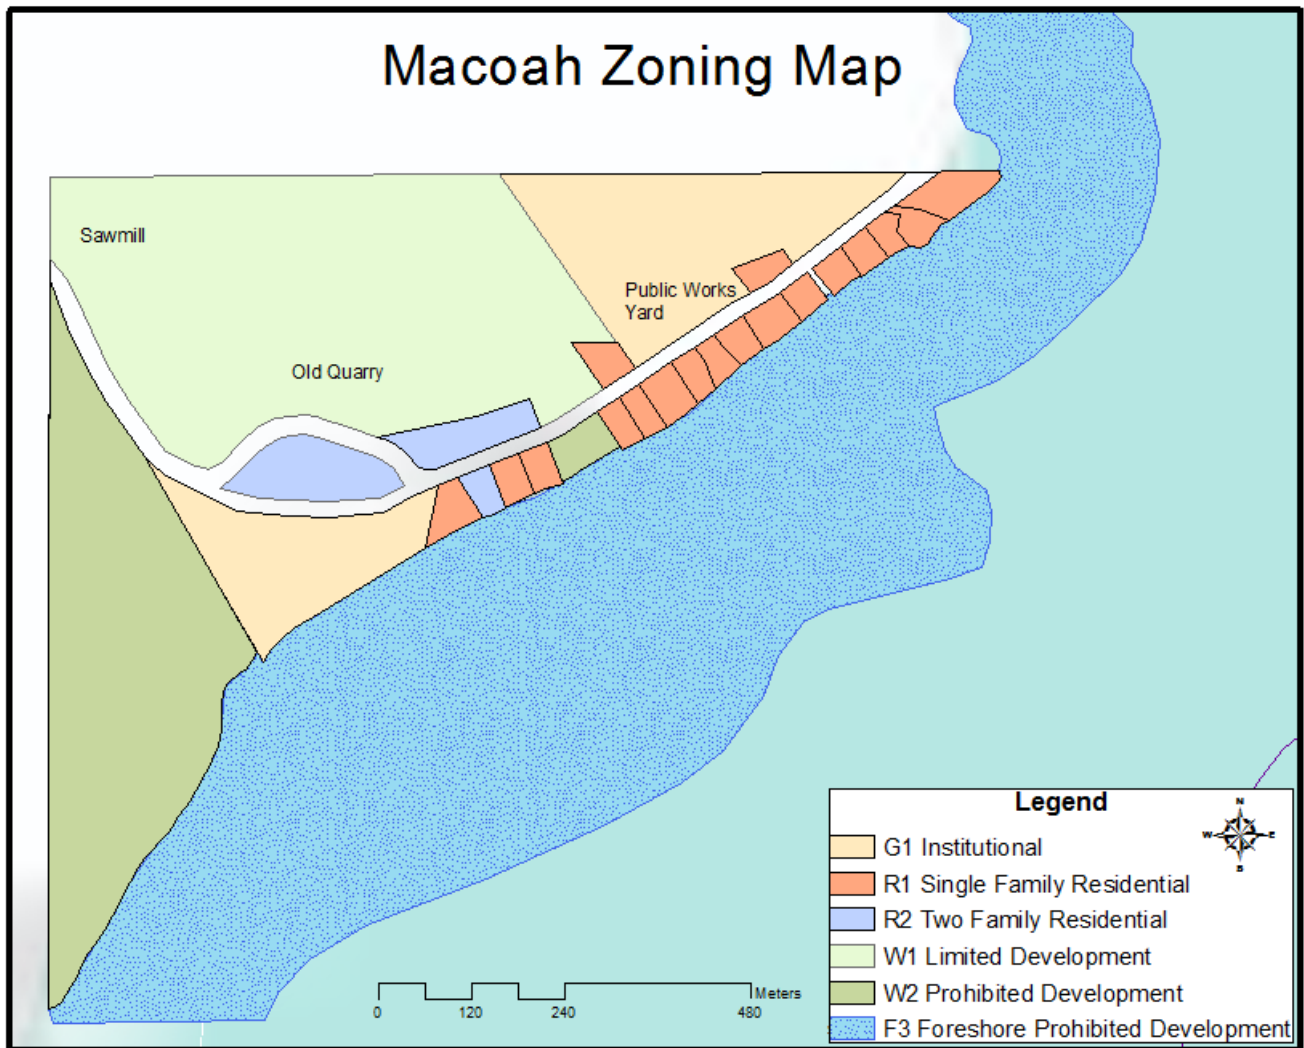 Macoah Zoning Map
Sawmill
Public Works
Yard
Old Quarry
Legend
N
W E
S
G1 Institutional
R1 Single Family Residential
R2 Two Family Residential
W1 Limited Development
W2 Prohibited Development
F3 Foreshore Prohibited Development
Meters
0 120 240 480